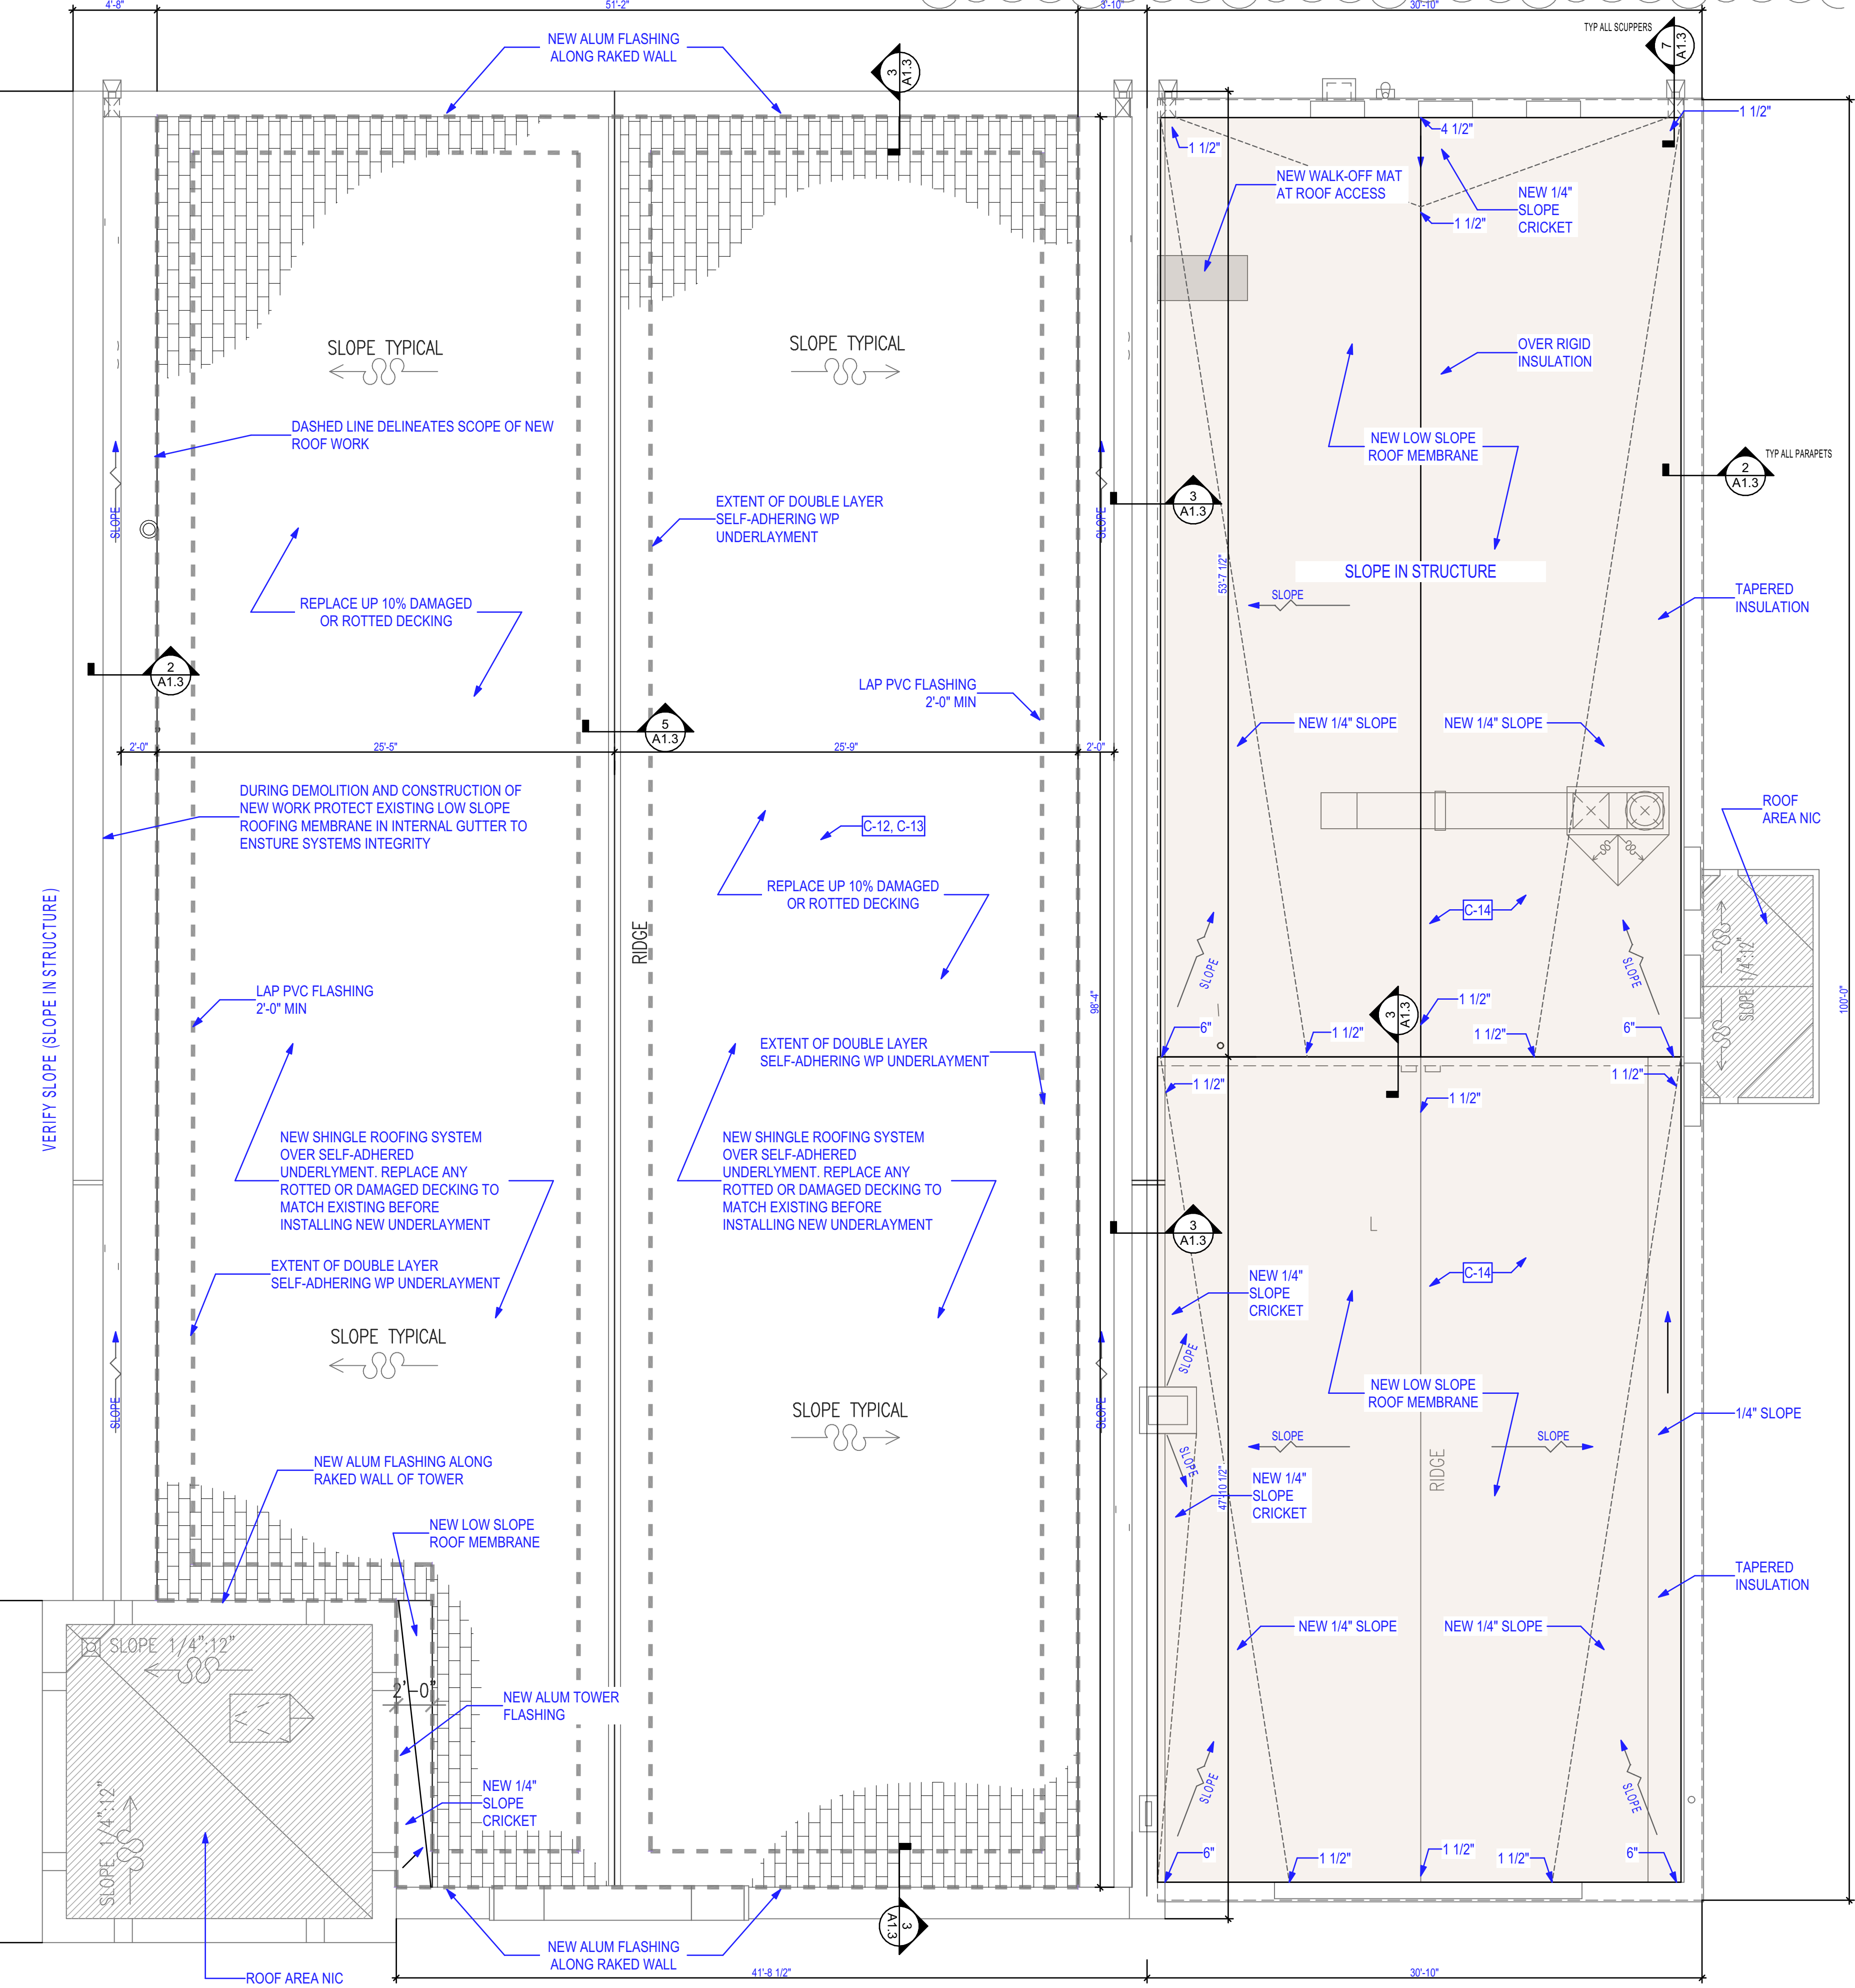 4'-8"
51'-2"
3'-10"
30'-10"
TYP ALL SCUPPERS
7
A1.3
NEW ALUM FLASHING
ALONG RAKED WALL
3
A1.3
1 1/2"
4 1/2"
1 1/2"
NEW WALK-OFF MAT
AT ROOF ACCESS
NEW 1/4"
SLOPE
CRICKET
1 1/2"
SLOPE TYPICAL
SLOPE TYPICAL
OVER RIGID
INSULATION
DASHED LINE DELINEATES SCOPE OF NEW
ROOF WORK
NEW LOW SLOPE
ROOF MEMBRANE
2
A1.3
TYP ALL PARAPETS
EXTENT OF DOUBLE LAYER
SELF-ADHERING WP
UNDERLAYMENT
3
A1.3
SLOPE
SLOPE
53'-7 1/2"
SLOPE IN STRUCTURE
SLOPE
TAPERED
INSULATION
REPLACE UP 10% DAMAGED
OR ROTTED DECKING
2
A1.3
LAP PVC FLASHING
2'-0" MIN
5
A1.3
NEW 1/4" SLOPE
NEW 1/4" SLOPE
2'-0"
25'-5"
25'-9"
2'-0"
DURING DEMOLITION AND CONSTRUCTION OF
NEW WORK PROTECT EXISTING LOW SLOPE
ROOFING MEMBRANE IN INTERNAL GUTTER TO
ENSTURE SYSTEMS INTEGRITY
C-12, C-13
ROOF
AREA NIC
REPLACE UP 10% DAMAGED
OR ROTTED DECKING
C-14
RIDGE
VERIFY SLOPE (SLOPE IN STRUCTURE)
SLOPE
SLOPE
SLOPE 1/4":12"
LAP PVC FLASHING
2'-0" MIN
98'-4"
100'-0"
1 1/2"
3
A1.3
6"
1 1/2"
1 1/2"
6"
EXTENT OF DOUBLE LAYER
SELF-ADHERING WP UNDERLAYMENT
1 1/2"
1 1/2"
1 1/2"
NEW SHINGLE ROOFING SYSTEM
OVER SELF-ADHERED
UNDERLYMENT. REPLACE ANY
ROTTED OR DAMAGED DECKING TO
MATCH EXISTING BEFORE
INSTALLING NEW UNDERLAYMENT
NEW SHINGLE ROOFING SYSTEM
OVER SELF-ADHERED
UNDERLYMENT. REPLACE ANY
ROTTED OR DAMAGED DECKING TO
MATCH EXISTING BEFORE
INSTALLING NEW UNDERLAYMENT
3
A1.3
L
EXTENT OF DOUBLE LAYER
SELF-ADHERING WP UNDERLAYMENT
NEW 1/4"
SLOPE
CRICKET
C-14
SLOPE TYPICAL
SLOPE
SLOPE
SLOPE
NEW LOW SLOPE
ROOF MEMBRANE
SLOPE TYPICAL
1/4" SLOPE
SLOPE
SLOPE
SLOPE
RIDGE
NEW ALUM FLASHING ALONG
RAKED WALL OF TOWER
NEW 1/4"
SLOPE
CRICKET
47'-10 1/2"
NEW LOW SLOPE
ROOF MEMBRANE
TAPERED
INSULATION
NEW 1/4" SLOPE
NEW 1/4" SLOPE
SLOPE 1/4":12"
2'-0"
NEW ALUM TOWER
FLASHING
NEW 1/4"
SLOPE
CRICKET
SLOPE
SLOPE
SLOPE 1/4":12"
6"
1 1/2"
1 1/2"
1 1/2"
6"
3
A1.3
NEW ALUM FLASHING
ALONG RAKED WALL
ROOF AREA NIC
41'-8 1/2"
30'-10"